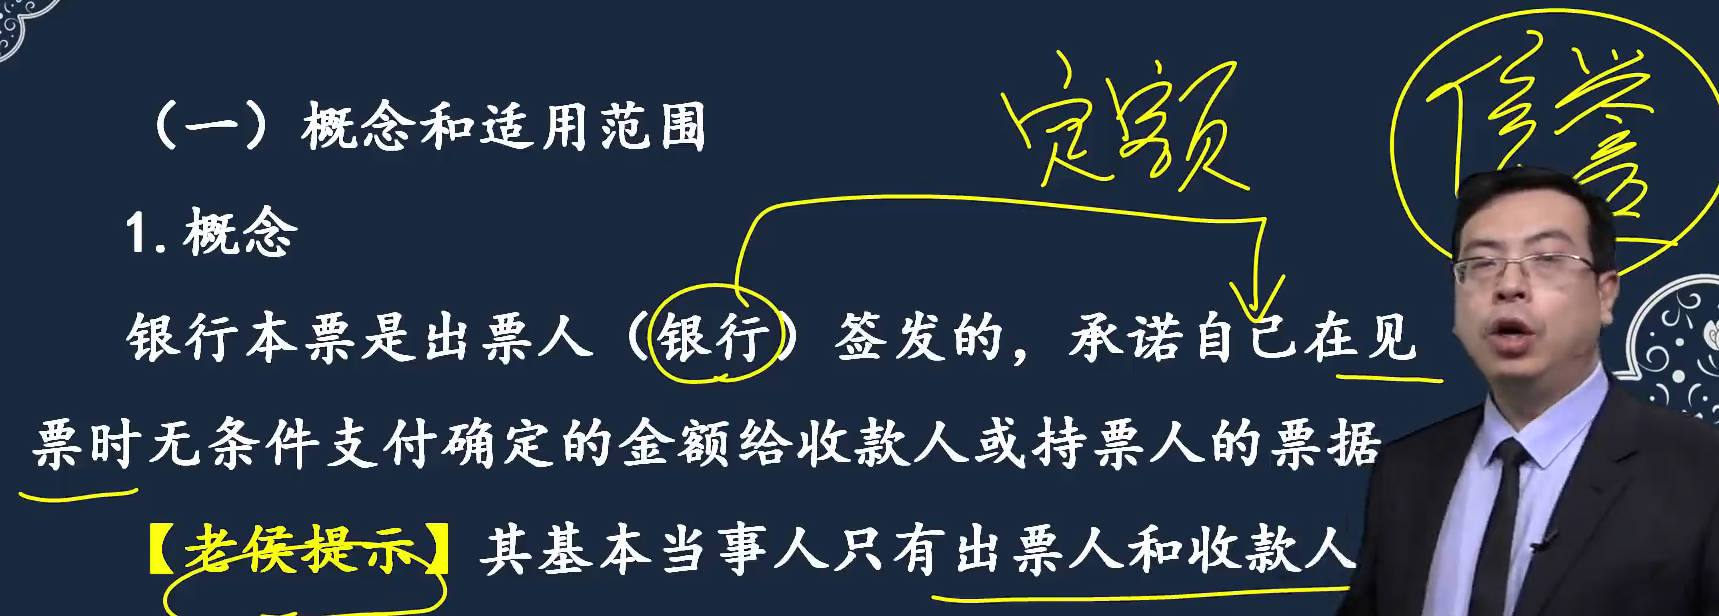 定额
信誉
（一）概念和适用范围
1.概念
银行本票是出票人（银行）签发的，承诺自己在见
票时无条件支付确定的金额给收款人或持票人的票据
【老侯提示】其基本当事人只有出票人和收款人